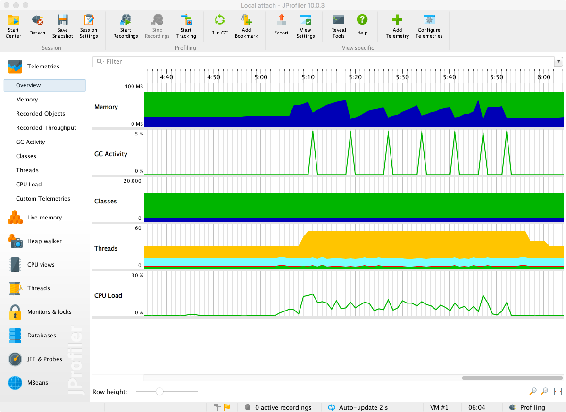 Local attach - JProfiler 10.0.3
Start Center
Detach
Save Snapshot
Session Settings
Start Recordings
Stop Recordings
Start Tracking
Run GC
Add Bookmark
Export
View Settings
Reveal Tools
Help
Add Telemetry
Configure Telemetries
Session
Profiling
View specific
Telemetries
Overview
Memory
Recorded Objects
Recorded Throughput
GC Activity
Classes
Threads
CPU Load
Custom Telemetries
Live memory
Heap walker
CPU views
Threads
Monitors & locks
Databases
JEE & Probes
MBeans
JProfiler
Filter
4:40 4:50 5:00 5:10 5:20 5:30 5:40 5:50 6:00
100 MB
Memory
0 MB
GC Activity
0 %
20,000
Classes
0
60
Threads
0
10 %
CPU Load
0 %
Row height:
0 active recordings
Auto-update 2 s
VM #1
06:04
Profiling